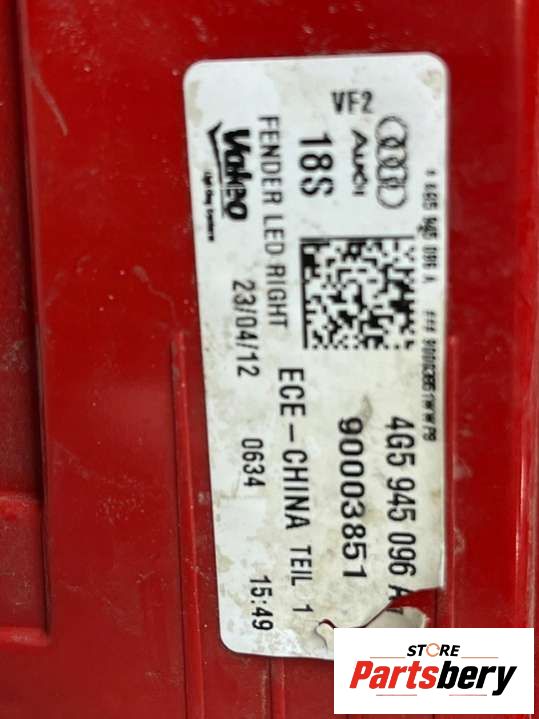 VF2
Audi
18S
FENDER LED RIGHT
Valeo
23/04/12
0634
15:49
ECE-CHINA TEIL 1
90003851
4G5 945 096 A
STORE
Partsbery